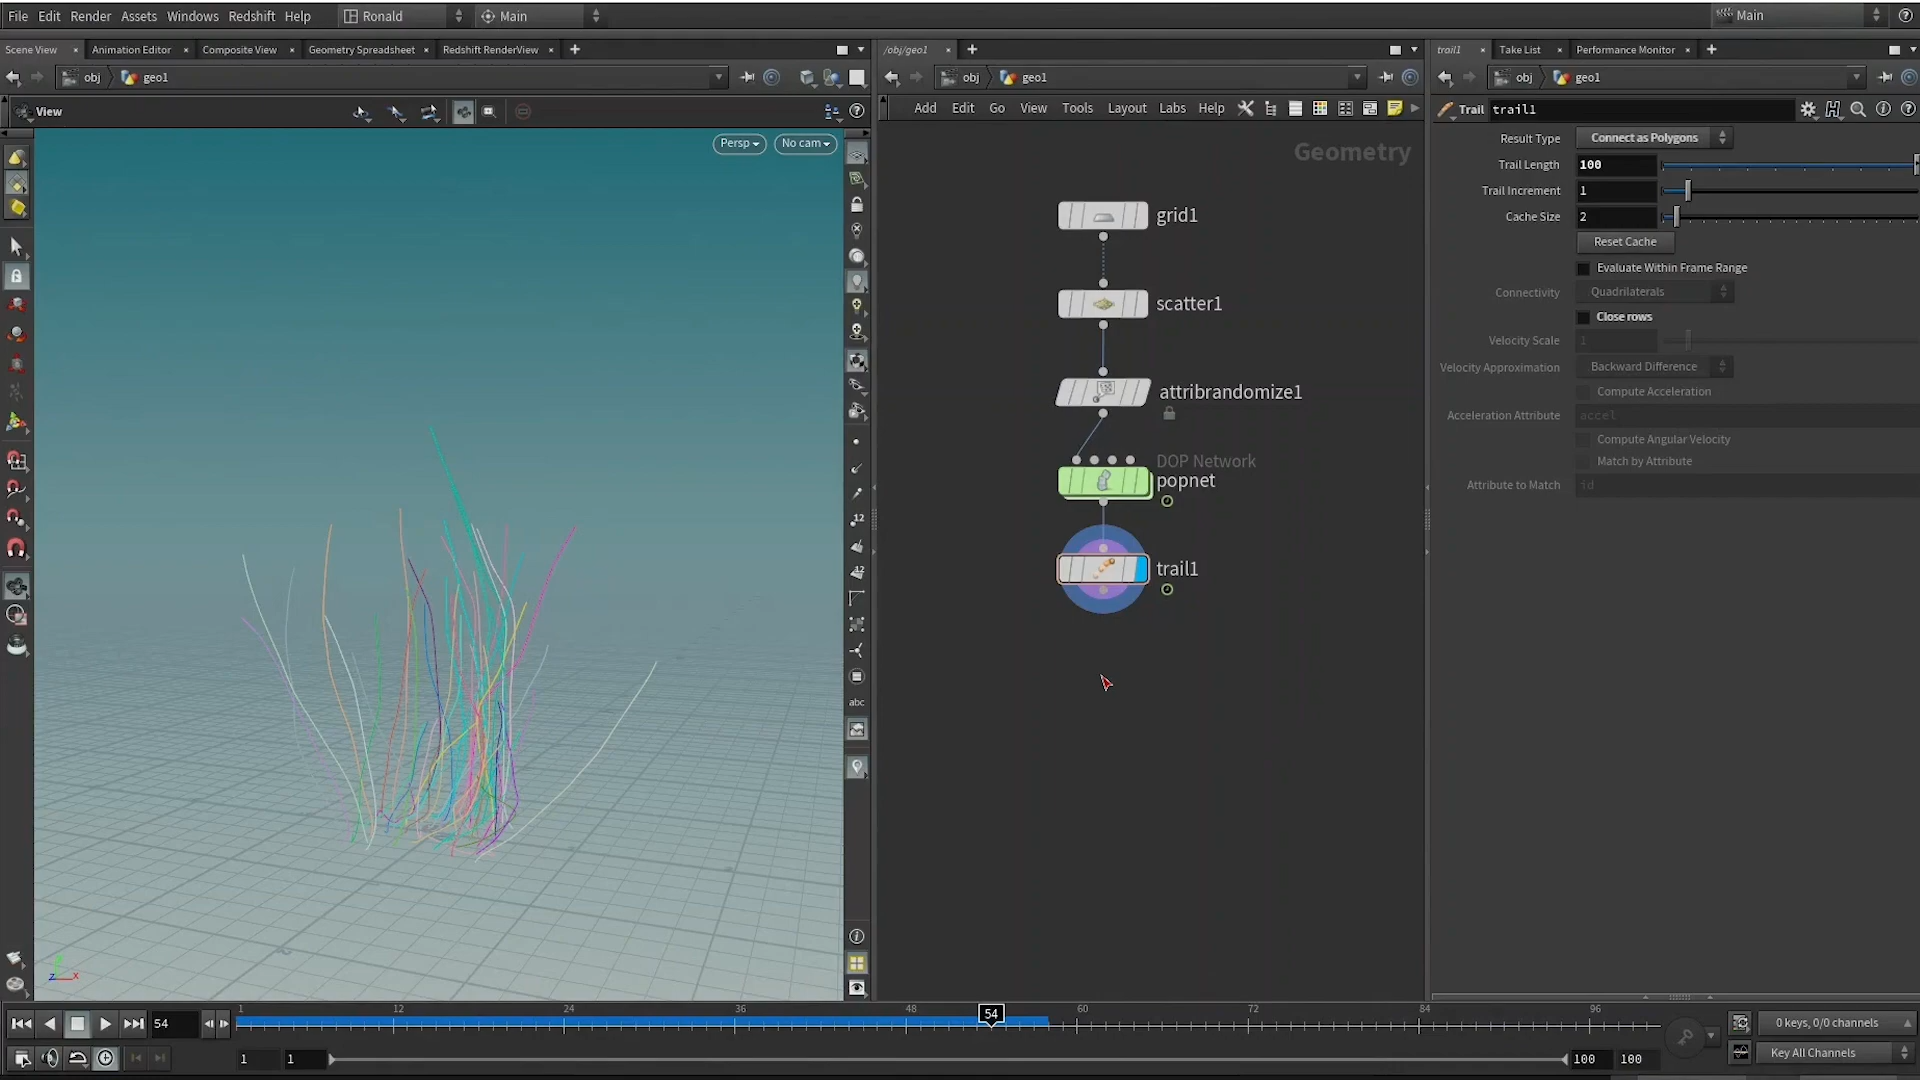 File Edit Render Assets Windows Redshift Help Ronald Main Main
Scene View Animation Editor Composite View Geometry Spreadsheet Redshift RenderView
/obj/geo1
trail1 Take List Performance Monitor
obj geo1
obj geo1
obj geo1
View
Add Edit Go View Tools Layout Labs Help
Trail trail1
Persp No cam
Geometry
grid1
scatter1
attribrandomize1
DOP Network
popnet
trail1
Result Type Connect as Polygons
Trail Length 100
Trail Increment 1
Cache Size 2
Reset Cache
Evaluate Within Frame Range
Connectivity Quadrilaterals
Close rows
Velocity Scale 1
Velocity Approximation Backward Difference
Compute Acceleration
Acceleration Attribute accel
Compute Angular Velocity
Match by Attribute
Attribute to Match id
12
12
abc
z x
54 1 12 24 36 48 54 60 72 84 96
0 keys, 0/0 channels
1 1 100 100
Key All Channels